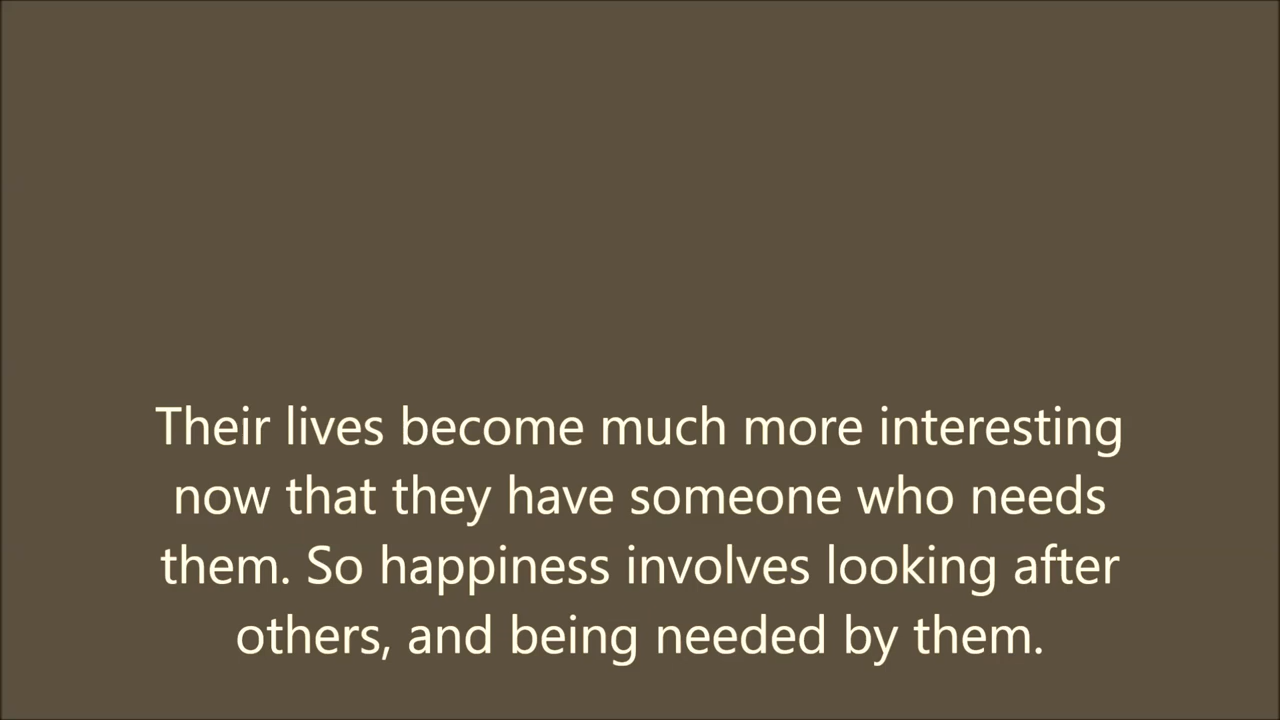 Their lives become much more interesting
now that they have someone who needs
them. So happiness involves looking after
others, and being needed by them.